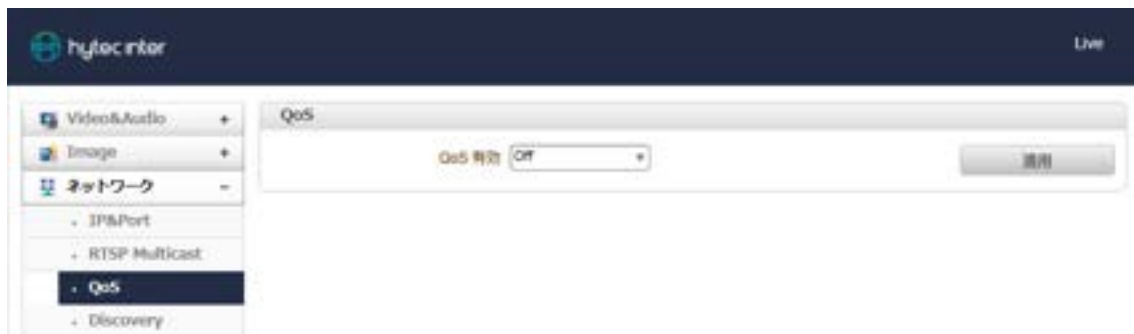 hytec inter
Live
Video&Audio +
Image +
ネットワーク -
IP&Port
RTSP Multicast
QoS
Discovery
QoS
QoS 有効 Off
適用